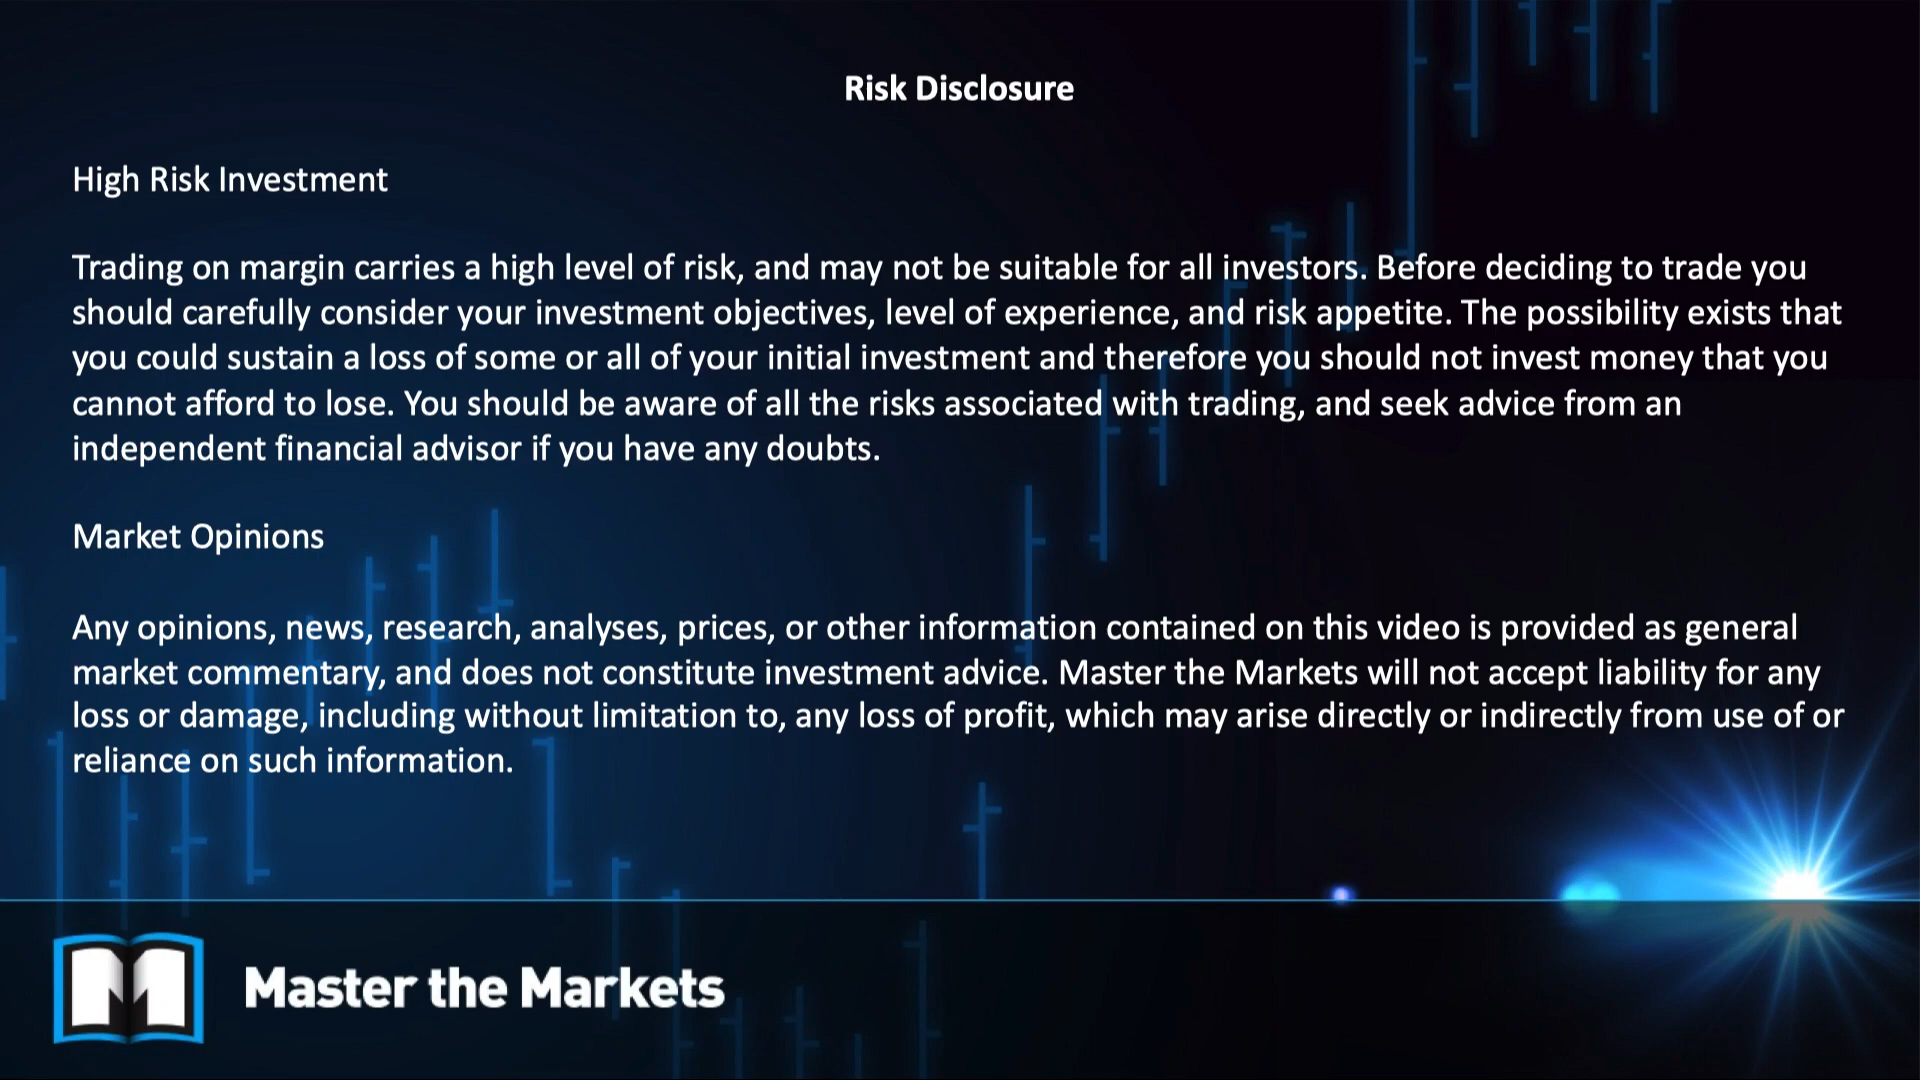 Risk Disclosure
High Risk Investment
Trading on margin carries a high level of risk, and may not be suitable for all investors. Before deciding to trade you
should carefully consider your investment objectives, level of experience, and risk appetite. The possibility exists that
you could sustain a loss of some or all of your initial investment and therefore you should not invest money that you
cannot afford to lose. You should be aware of all the risks associated with trading, and seek advice from an
independent financial advisor if you have any doubts.
Market Opinions
Any opinions, news, research, analyses, prices, or other information contained on this video is provided as general
market commentary, and does not constitute investment advice. Master the Markets will not accept liability for any
loss or damage, including without limitation to, any loss of profit, which may arise directly or indirectly from use of or
reliance on such information.
Master the Markets